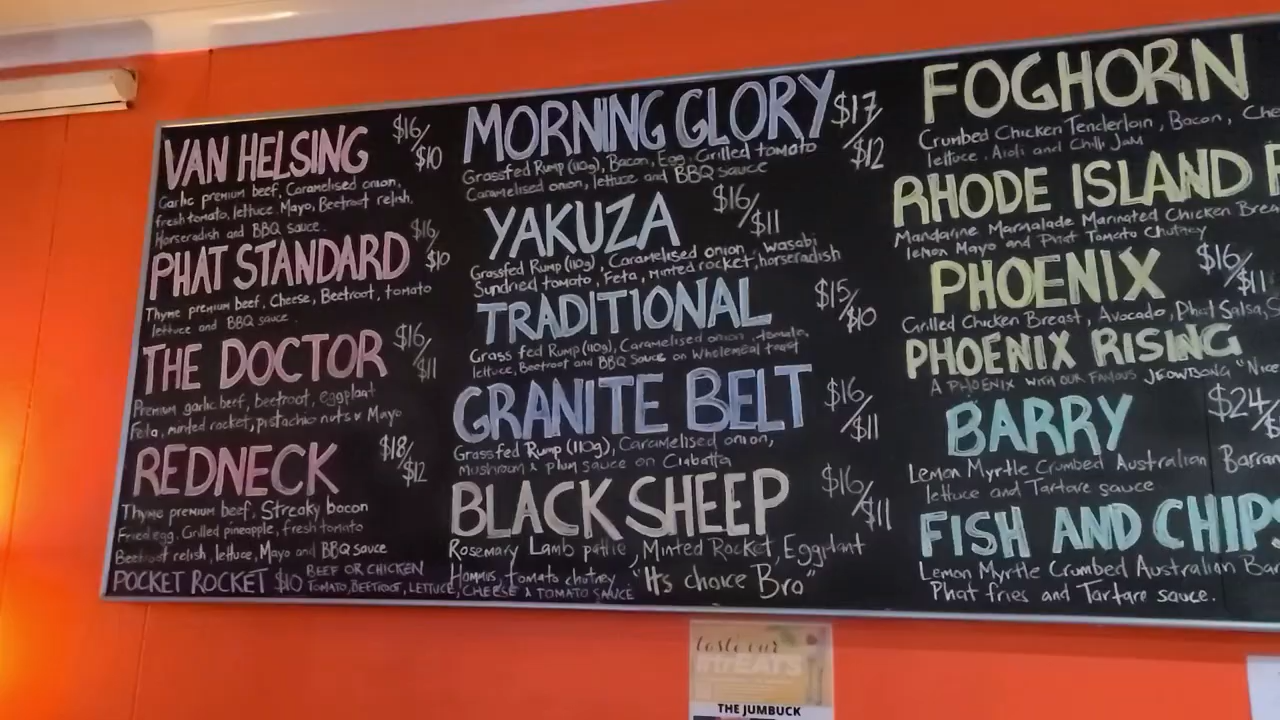 VAN HELSING $16/$10
Garlic premium beef, Caramelised onion,
fresh tomato, lettuce, Mayo, Beetroot relish,
Horseradish and BBQ sauce.
PHAT STANDARD $16/$10
Thyme premium beef, Cheese, Beetroot, tomato
lettuce and BBQ sauce
THE DOCTOR $16/$11
Premium garlic beef, beetroot, eggplant
Feta, minted rocket, pistachio nuts & Mayo
REDNECK $18/$12
Thyme premium beef, Streaky bacon
Fried egg, Grilled pineapple, fresh tomato
Beetroot relish, lettuce, Mayo and BBQ sauce
POCKET ROCKET $10 BEEF OR CHICKEN
TOMATO, BEETROOT, LETTUCE, CHEESE & TOMATO SAUCE
MORNING GLORY $17/$12
Grassfed Rump (110g), Bacon, Egg, Grilled tomato
Caramelised onion, lettuce and BBQ sauce
YAKUZA $16/$11
Grassfed Rump (110g), Caramelised onion, wasabi
Sundried tomato, Feta, minted rocket, horseradish
TRADITIONAL $15/$10
Grass fed Rump (110g), Caramelised onion, tomato,
lettuce, Beetroot and BBQ Sauce on Wholemeal toast
GRANITE BELT $16/$11
Grassfed Rump (110g), Caramelised onion,
Mushroom & plum sauce on Ciabatta
BLACK SHEEP $16/$11
Rosemary Lamb pattie, Minted Rocket, Eggplant
Hommus, tomato chutney "Its choice Bro"
FOGHORN
Crumbed Chicken Tenderloin, Bacon,
lettuce, Aioli and Chilli Jam
RHODE ISLAND
Mandarine Marmalade Marinated Chicken
lemon Mayo and Phat Tomato Chutney
PHOENIX $16/$11
Grilled Chicken Breast, Avocado, Phat Salsa,
PHOENIX RISING
A PHOENIX WITH OUR FAMOUS JEOWBONG "Nice
BARRY $24/
Lemon Myrtle Crumbed Australian
lettuce and Tartare sauce
FISH AND CHIPS
Lemon Myrtle Crumbed Australian
Phat fries and Tartare sauce.
taste our
EATS
THE JUMBUCK